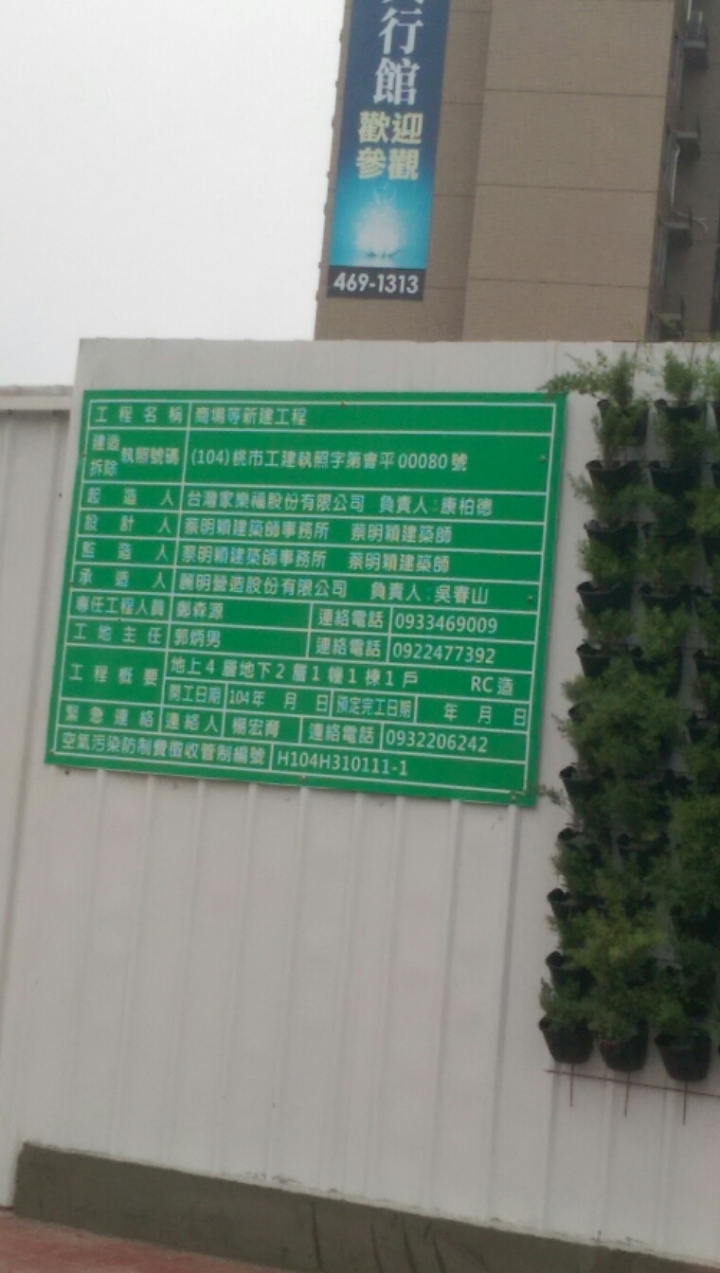 行館
歡迎
參觀
469-1313
工程名稱 商場等新建工程
建造
拆除 執照號碼 (104)桃市工建執照字第會平00080號
起造人 台灣家樂福股份有限公司 負責人:康柏德
設計人 蔡明穎建築師事務所 蔡明穎建築師
監造人 蔡明穎建築師事務所 蔡明穎建築師
承造人 麗明營造股份有限公司 負責人:吳春山
專任工程人員 鄭森源 連絡電話 0933469009
工地主任 郭炳男 連絡電話 0922477392
工程概要 地上4層地下2層1幢1棟1戶 RC造
開工日期 104年 月 日 預定完工日期 年 月 日
緊急連絡 連絡人 楊宏育 連絡電話 0932206242
空氣污染防制費徵收管制編號 H104H310111-1